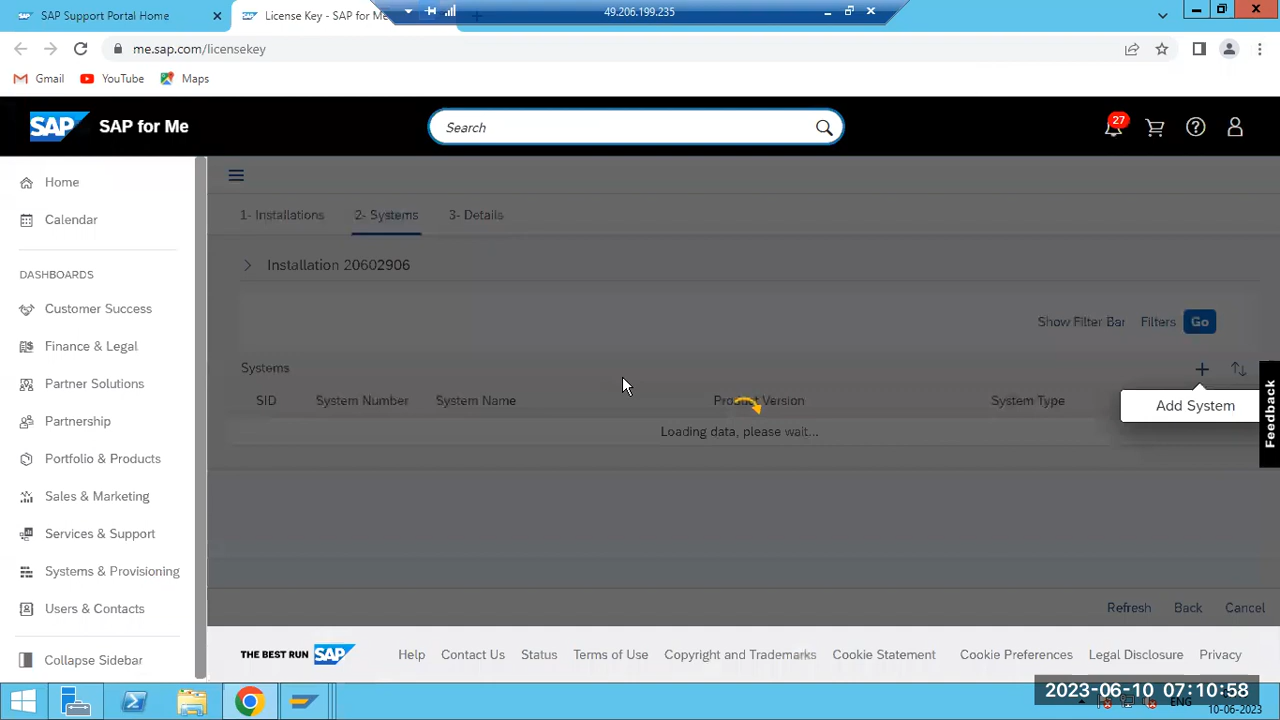 SAP Support Portal Home
License Key - SAP for Me
49.206.199.235
me.sap.com/licensekey
Gmail
YouTube
Maps
SAP
SAP for Me
Search
27
Home
Calendar
DASHBOARDS
Customer Success
Finance & Legal
Partner Solutions
Partnership
Portfolio & Products
Sales & Marketing
Services & Support
Systems & Provisioning
Users & Contacts
Collapse Sidebar
1- Installations
2- Systems
3- Details
Installation 20602906
Show Filter Bar
Filters
Go
Systems
SID
System Number
System Name
Product Version
System Type
Add System
Loading data, please wait...
Feedback
Refresh
Back
Cancel
THE BEST RUN SAP
Help
Contact Us
Status
Terms of Use
Copyright and Trademarks
Cookie Statement
Cookie Preferences
Legal Disclosure
Privacy
2023-06-10 07:10:58
ENG
10-06-2023